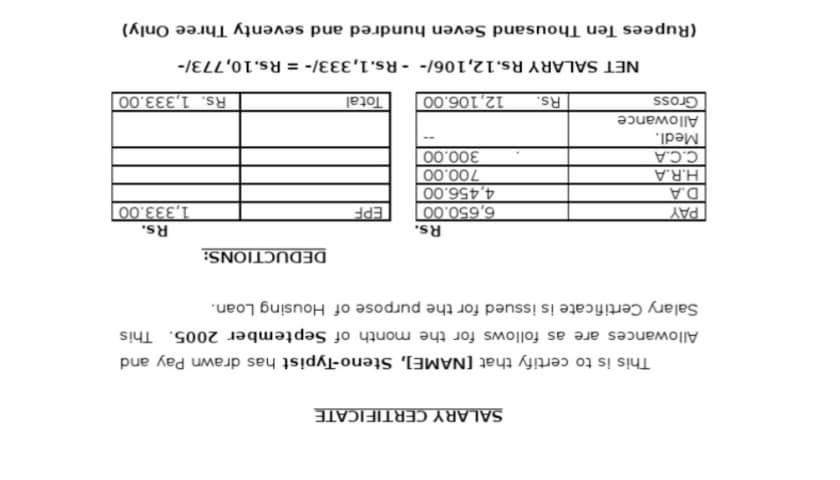 SALARY CERTIFICATE
This is to certify that [NAME], Steno-Typist has drawn Pay and
Allowances are as follows for the month of September 2005. This
Salary Certificate is issued for the purpose of Housing Loan.
DEDUCTIONS:
Rs. Rs.
PAY 6,650.00 EPF 1,333.00
D.A 4,456.00
H.R.A 700.00
C.C.A . 300.00
Medl. --
Allowance
Gross Rs. 12,106.00 Total Rs. 1,333.00
NET SALARY Rs.12,106/- - Rs.1,333/- = Rs.10,773/-
(Rupees Ten Thousand Seven hundred and seventy Three Only)